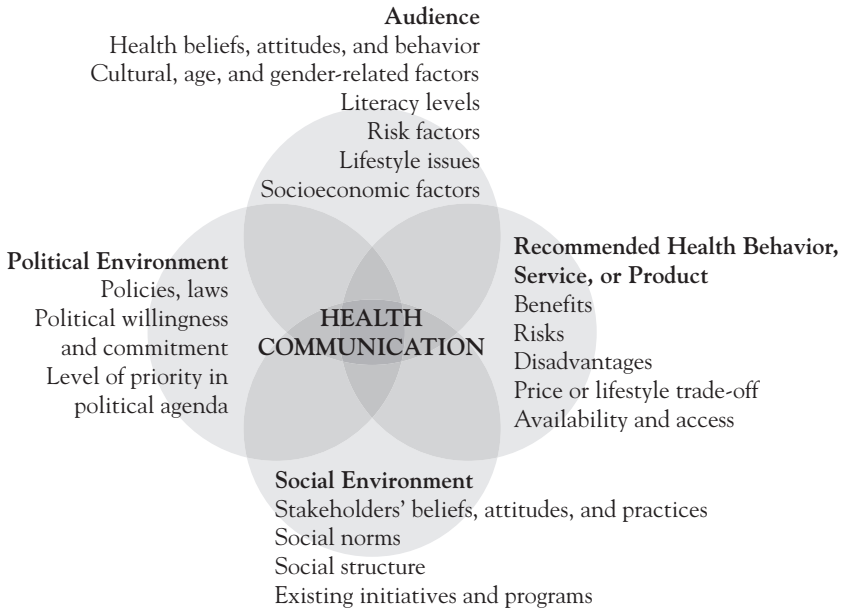 Audience
Health beliefs, attitudes, and behavior
Cultural, age, and gender-related factors
Literacy levels
Risk factors
Lifestyle issues
Socioeconomic factors
Political Environment
Policies, laws
Political willingness
and commitment
Level of priority in
political agenda
HEALTH
COMMUNICATION
Recommended Health Behavior,
Service, or Product
Benefits
Risks
Disadvantages
Price or lifestyle trade-off
Availability and access
Social Environment
Stakeholders’ beliefs, attitudes, and practices
Social norms
Social structure
Existing initiatives and programs